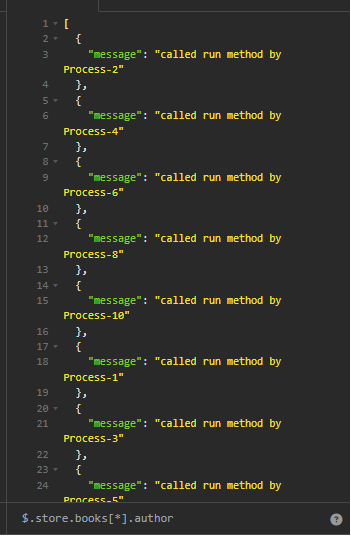 1 [
2 {
3 "message": "called run method by
Process-2"
4 },
5 {
6 "message": "called run method by
Process-4"
7 },
8 {
9 "message": "called run method by
Process-6"
10 },
11 {
12 "message": "called run method by
Process-8"
13 },
14 {
15 "message": "called run method by
Process-10"
16 },
17 {
18 "message": "called run method by
Process-1"
19 },
20 {
21 "message": "called run method by
Process-3"
22 },
23 {
24 "message": "called run method by
Process-5"
$.store.books[*].author ?